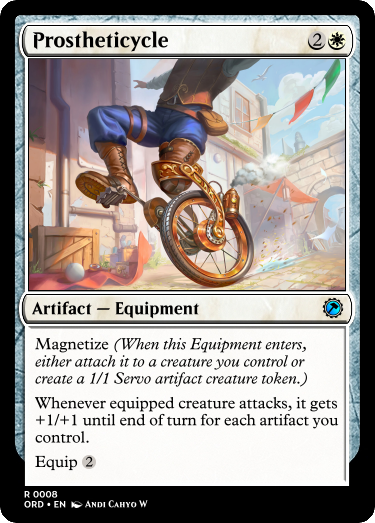 Prostheticycle 2
Artifact — Equipment
Magnetize (When this Equipment enters,
either attach it to a creature you control or
create a 1/1 Servo artifact creature token.)
Whenever equipped creature attacks, it gets
+1/+1 until end of turn for each artifact you
control.
Equip 2
R 0008
ORD • EN Andi Cahyo W